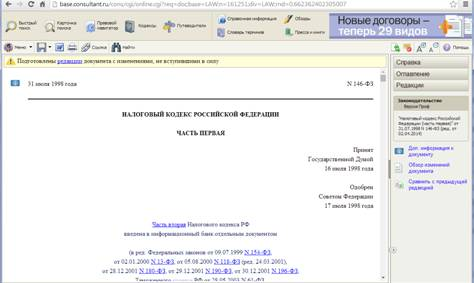 base.consultant.ru/cons/cgi/online.cgi?req=doc;base=LAW;n=161251;div=LAW;rnd=0.662362402305007
Быстрый поиск
Карточка поиска
Правовой навигатор
Кодексы
Путеводители
Справочная информация
Словарь терминов
Обзоры
Пресса
Новые договоры –
теперь 29 видов
Меню
Помощь
Подготовлены редакции документа с изменениями, не вступившими в силу
31 июля 1998 года
N 146-ФЗ
НАЛОГОВЫЙ КОДЕКС РОССИЙСКОЙ ФЕДЕРАЦИИ
ЧАСТЬ ПЕРВАЯ
Принят
Государственной Думой
16 июля 1998 года
Одобрен
Советом Федерации
17 июля 1998 года
Часть вторая Налогового кодекса РФ
введена в информационный банк отдельным документом
(в ред. Федеральных законов от 09.07.1999 N 154-ФЗ,
от 02.01.2000 N 13-ФЗ, от 05.08.2000 N 118-ФЗ (ред. 24.03.2001),
от 28.12.2001 N 180-ФЗ, от 29.12.2001 N 190-ФЗ, от 30.12.2001 N 196-ФЗ,
Справка
Оглавление
Редакции
Законодательство
Версия Проф
"Налоговый кодекс Российской
Федерации (часть первая)" от
31.07.1998 N 146-ФЗ (ред. от
02.04.2014)
Доп. информация к
документу
Обзор изменений
документа
Сравнить с предыдущей
редакцией